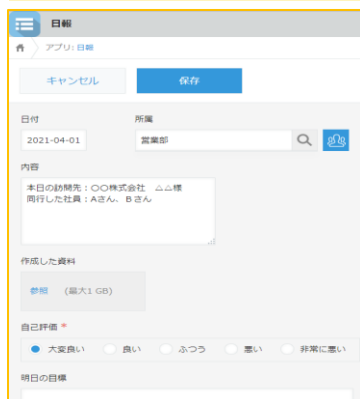 日報
アプリ: 日報
キャンセル 保存
日付 所属
2021-04-01 営業部
内容
本日の訪問先：〇〇株式会社　△△様
同行した社員：Aさん、Bさん
作成した資料
参照 (最大1 GB)
自己評価 *
大変良い 良い ふつう 悪い 非常に悪い
明日の目標